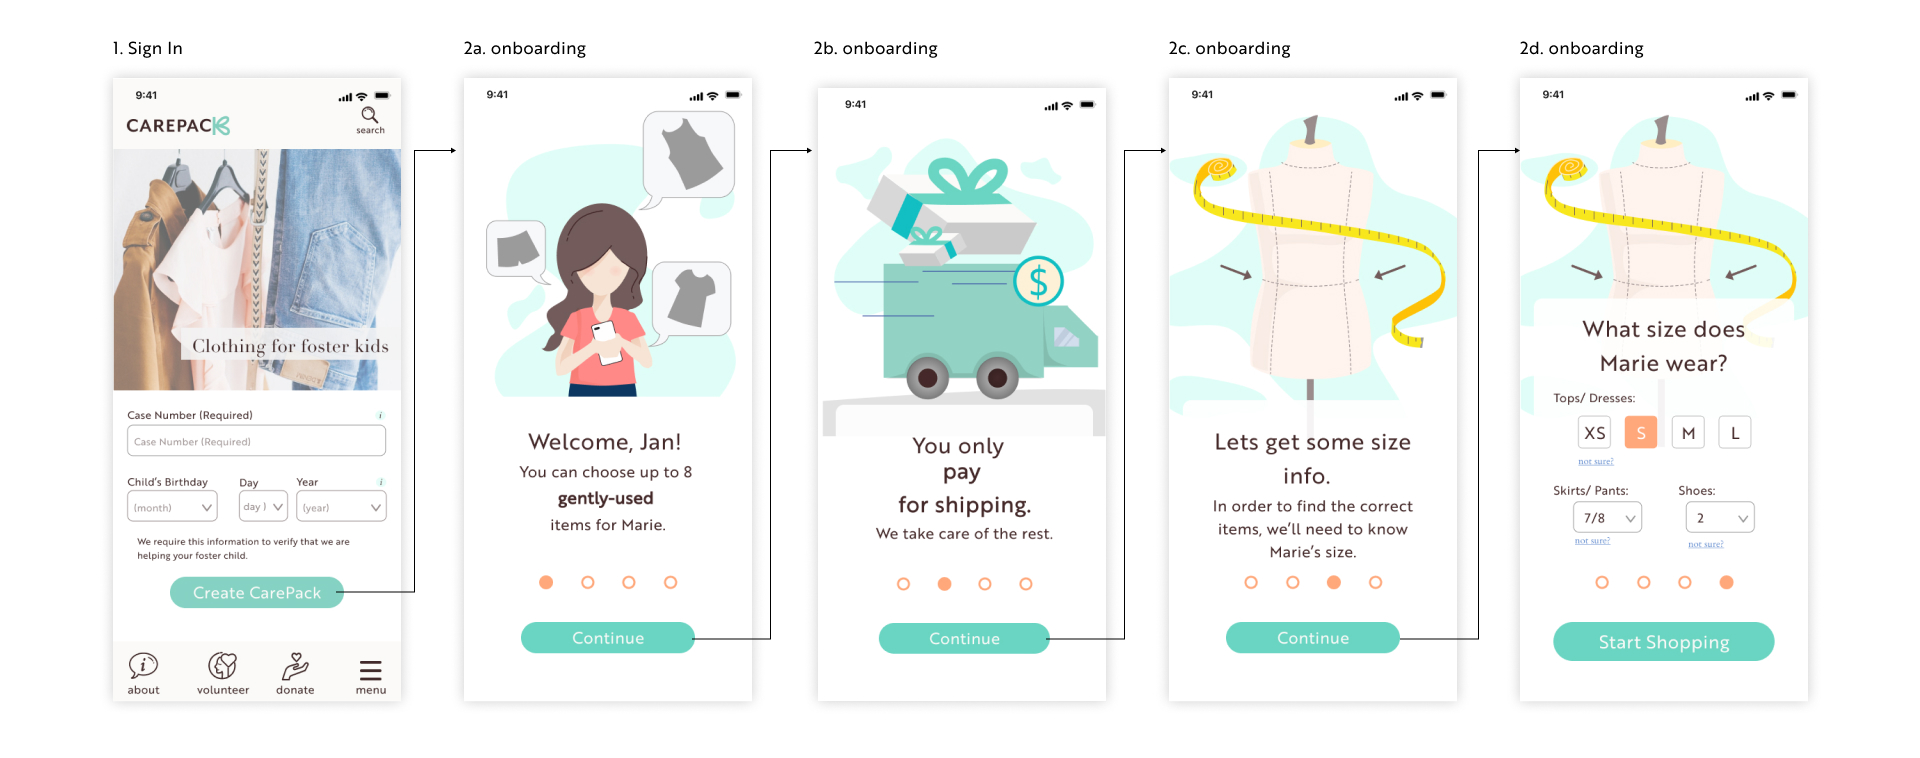 1. Sign In
9:41
CAREPACK
search
Clothing for foster kids
Case Number (Required)
i
Case Number (Required)
Child's Birthday
Day
Year
i
(month)
day )
(year)
We require this information to verify that we are
helping your foster child.
Create CarePack
i
about
volunteer
donate
menu
2a. onboarding
9:41
Welcome, Jan!
You can choose up to 8
gently-used
items for Marie.
Continue
2b. onboarding
9:41
$
You only
pay
for shipping.
We take care of the rest.
Continue
2c. onboarding
9:41
Lets get some size
info.
In order to find the correct
items, we'll need to know
Marie's size.
Continue
2d. onboarding
9:41
What size does
Marie wear?
Tops/ Dresses:
XS
S
M
L
not sure?
Skirts/ Pants:
Shoes:
7/8
2
not sure?
not sure?
Start Shopping